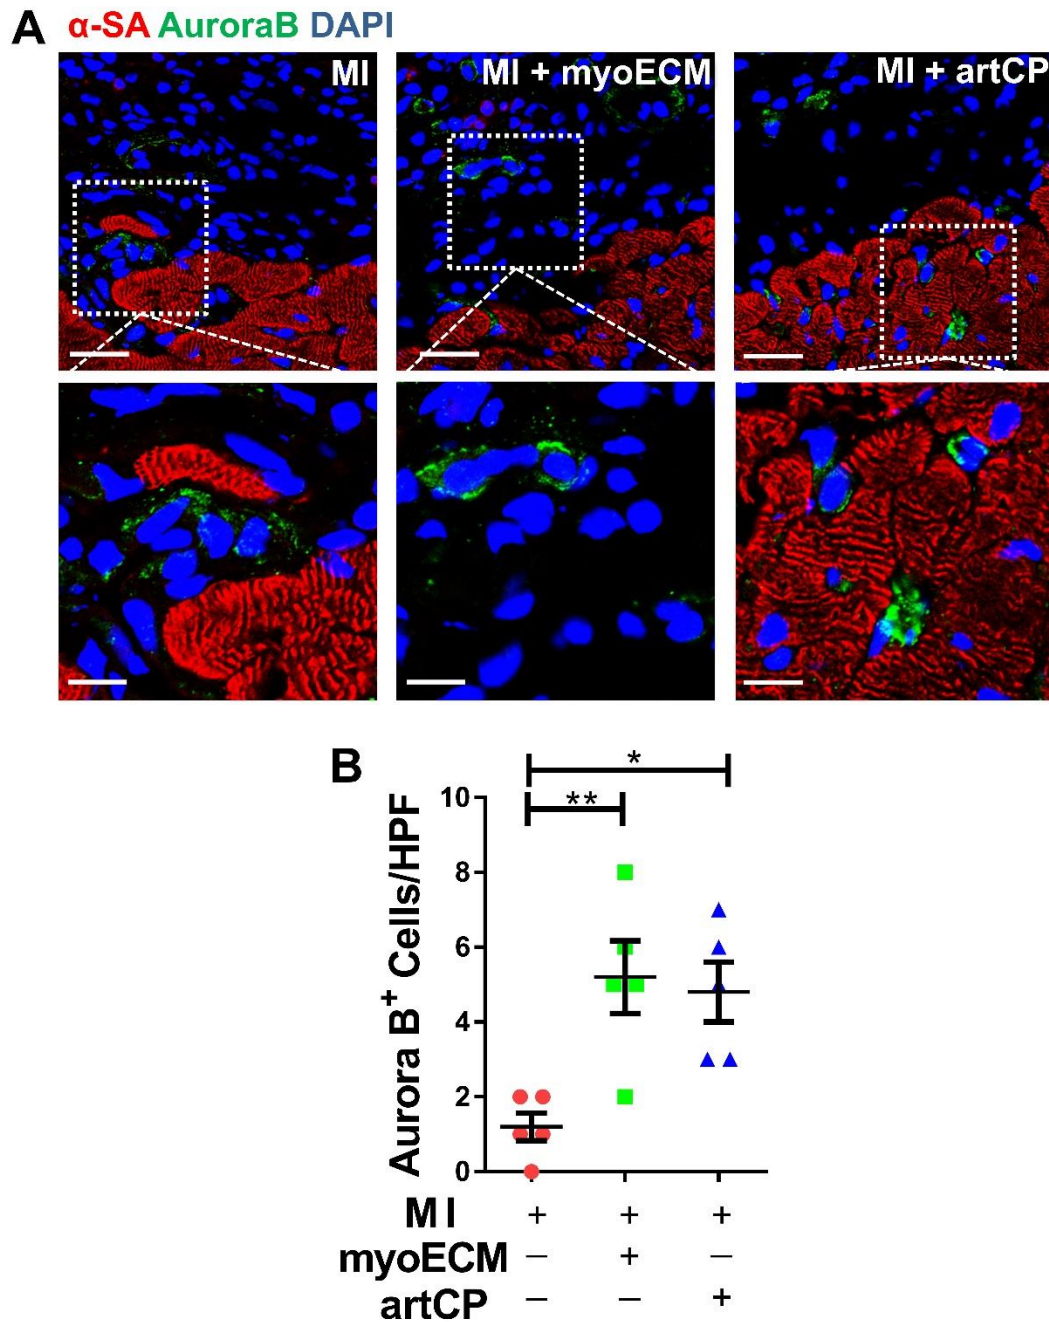 A
α-SA AuroraB DAPI
MI
MI + myoECM
MI + artCP
B
*
**
Aurora B⁺ Cells/HPF
10
8
6
4
2
0
MI + + +
myoECM — + —
artCP — — +